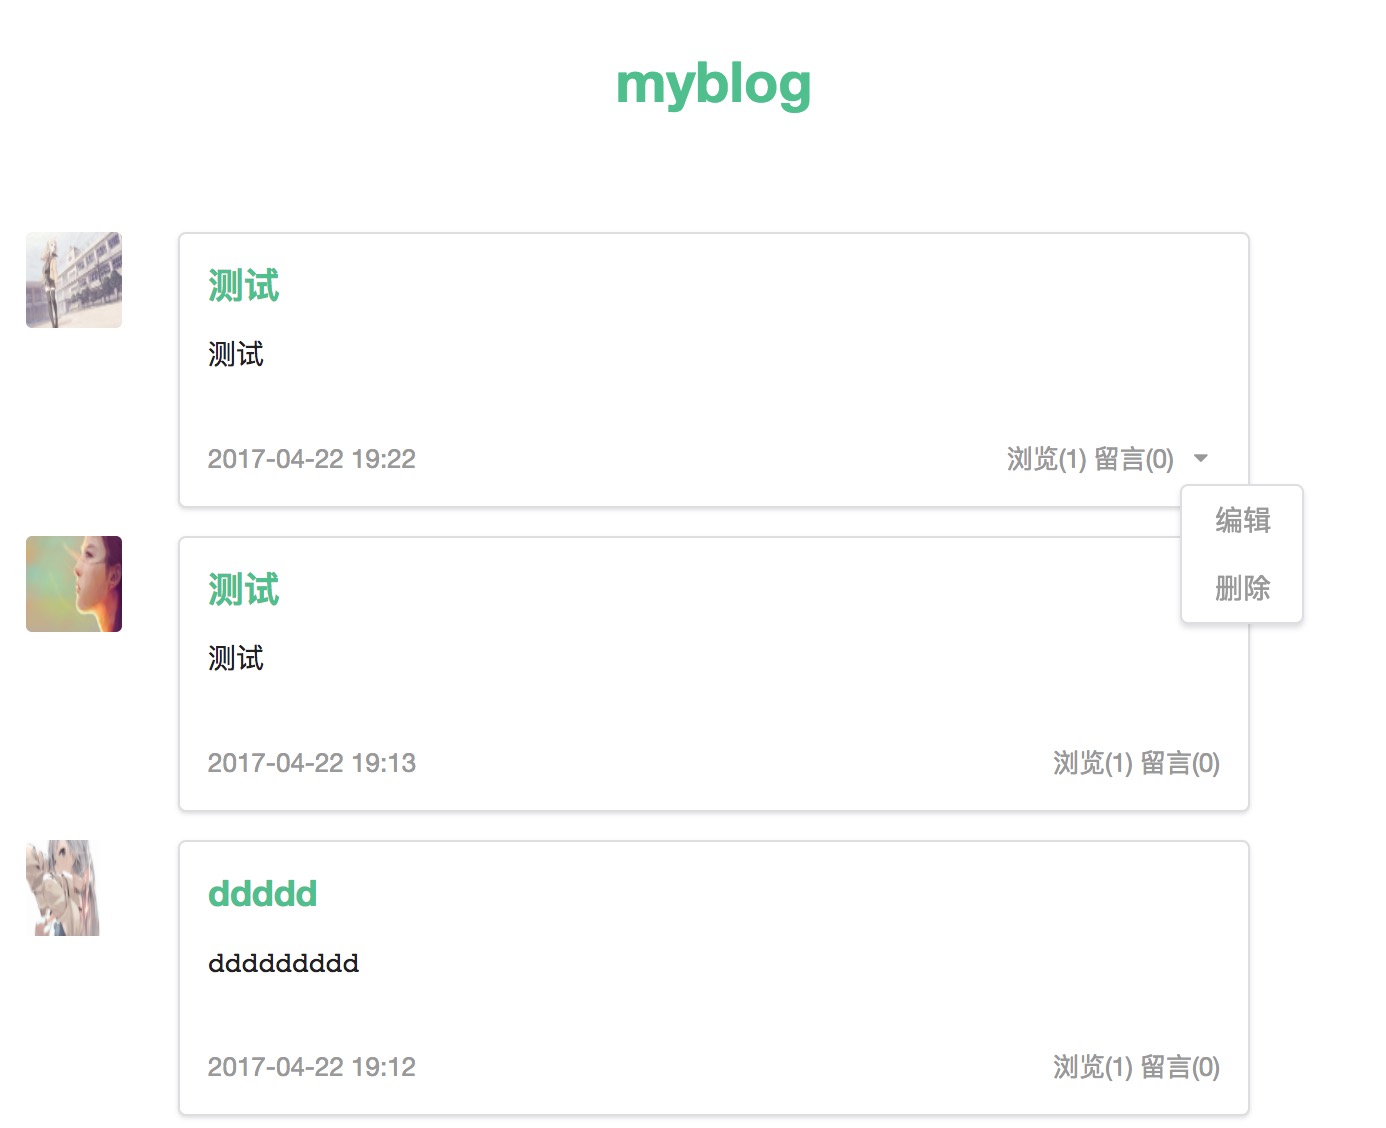 myblog
测试
测试
2017-04-22 19:22 浏览(1) 留言(0)
编辑
删除
测试
测试
2017-04-22 19:13 浏览(1) 留言(0)
ddddd
ddddddddd
2017-04-22 19:12 浏览(1) 留言(0)